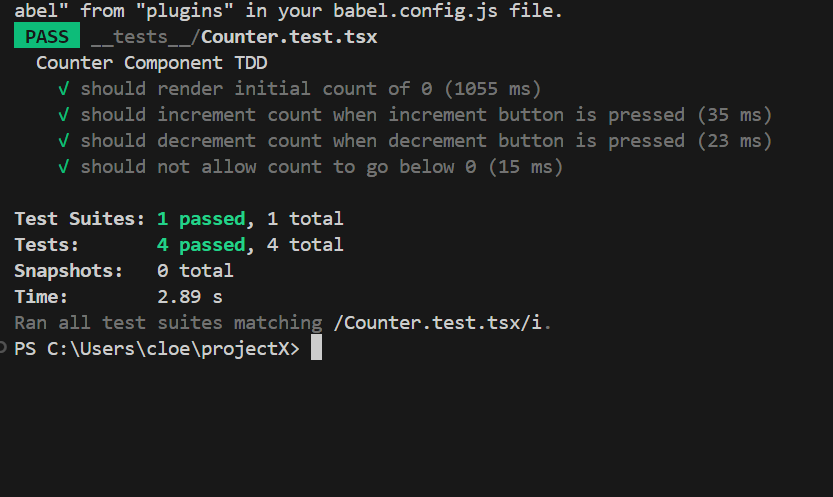 abel" from "plugins" in your babel.config.js file.
PASS __tests__/Counter.test.tsx
Counter Component TDD
√ should render initial count of 0 (1055 ms)
√ should increment count when increment button is pressed (35 ms)
√ should decrement count when decrement button is pressed (23 ms)
√ should not allow count to go below 0 (15 ms)
Test Suites: 1 passed, 1 total
Tests: 4 passed, 4 total
Snapshots: 0 total
Time: 2.89 s
Ran all test suites matching /Counter.test.tsx/i.
PS C:\Users\cloe\projectX>